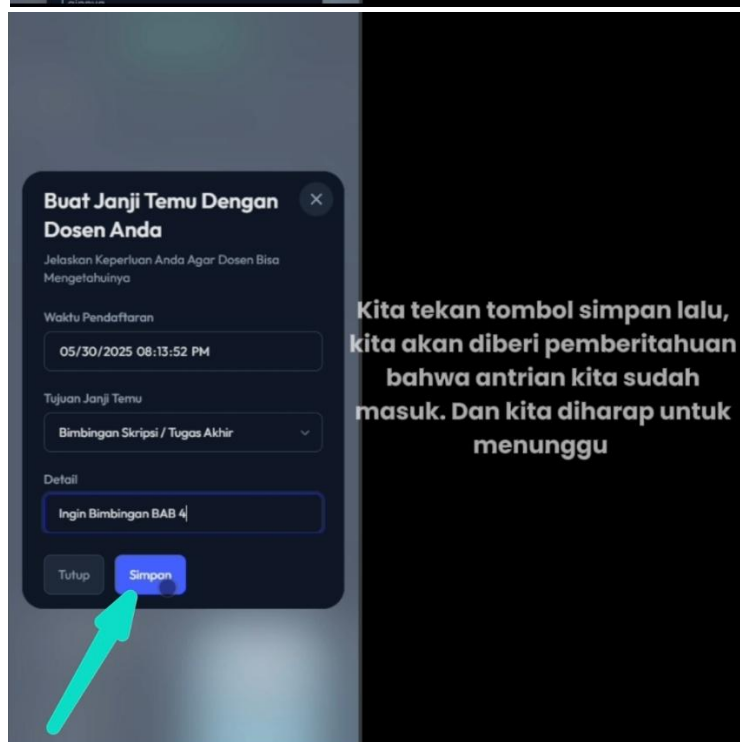 Buat Janji Temu Dengan
Dosen Anda
Jelaskan Keperluan Anda Agar Dosen Bisa
Mengetahuinya
Waktu Pendaftaran
05/30/2025 08:13:52 PM
Tujuan Janji Temu
Bimbingan Skripsi / Tugas Akhir
Detail
Ingin Bimbingan BAB 4
Tutup
Simpan
Kita tekan tombol simpan lalu,
kita akan diberi pemberitahuan
bahwa antrian kita sudah
masuk. Dan kita diharap untuk
menunggu